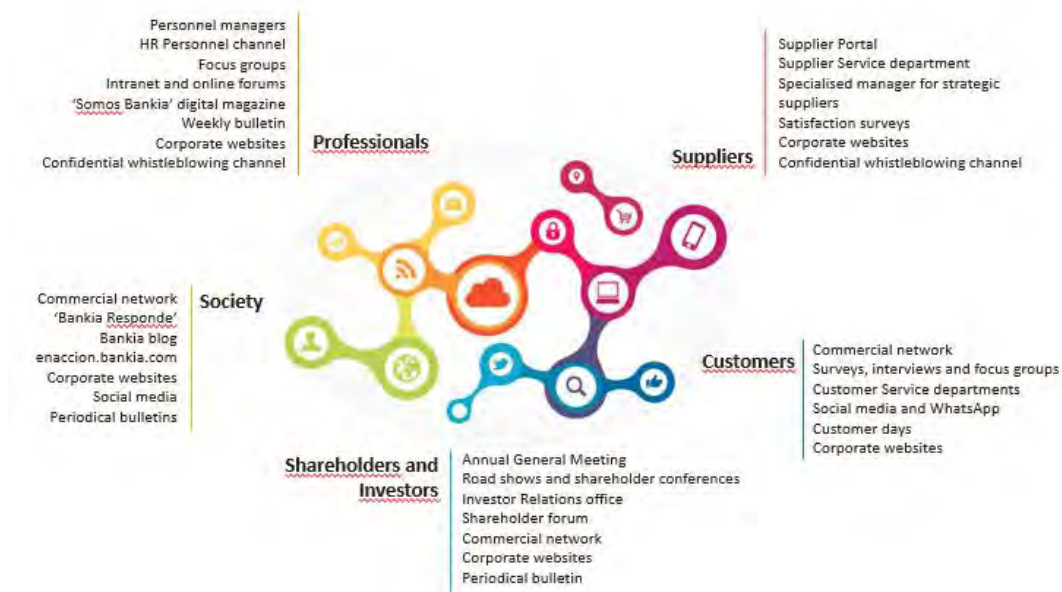 Personnel managers
HR Personnel channel
Focus groups
Intranet and online forums
‘Somos Bankia’ digital magazine
Weekly bulletin
Corporate websites
Confidential whistleblowing channel
Professionals
Supplier Portal
Supplier Service department
Specialised manager for strategic
suppliers
Satisfaction surveys
Corporate websites
Confidential whistleblowing channel
Suppliers
Commercial network
‘Bankia Responde’
Bankia blog
enaccion.bankia.com
Corporate websites
Social media
Periodical bulletins
Society
Customers
Commercial network
Surveys, interviews and focus groups
Customer Service departments
Social media and WhatsApp
Customer days
Corporate websites
Shareholders and
Investors
Annual General Meeting
Road shows and shareholder conferences
Investor Relations office
Shareholder forum
Commercial network
Corporate websites
Periodical bulletin